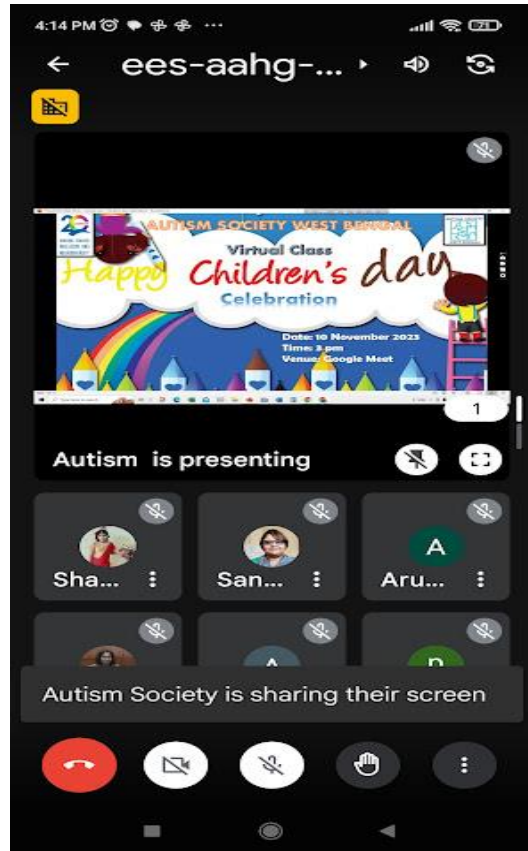 4:14 PM
71
ees-aahg-...
20
AUTISM SOCIETY WEST BENGAL
Virtual Class
Happy Children's day
Celebration
Date: 10 November 2023
Time: 3 pm
Venue: Google Meet
1
Autism is presenting
Sha...
San...
A
Aru...
A
p
Autism Society is sharing their screen